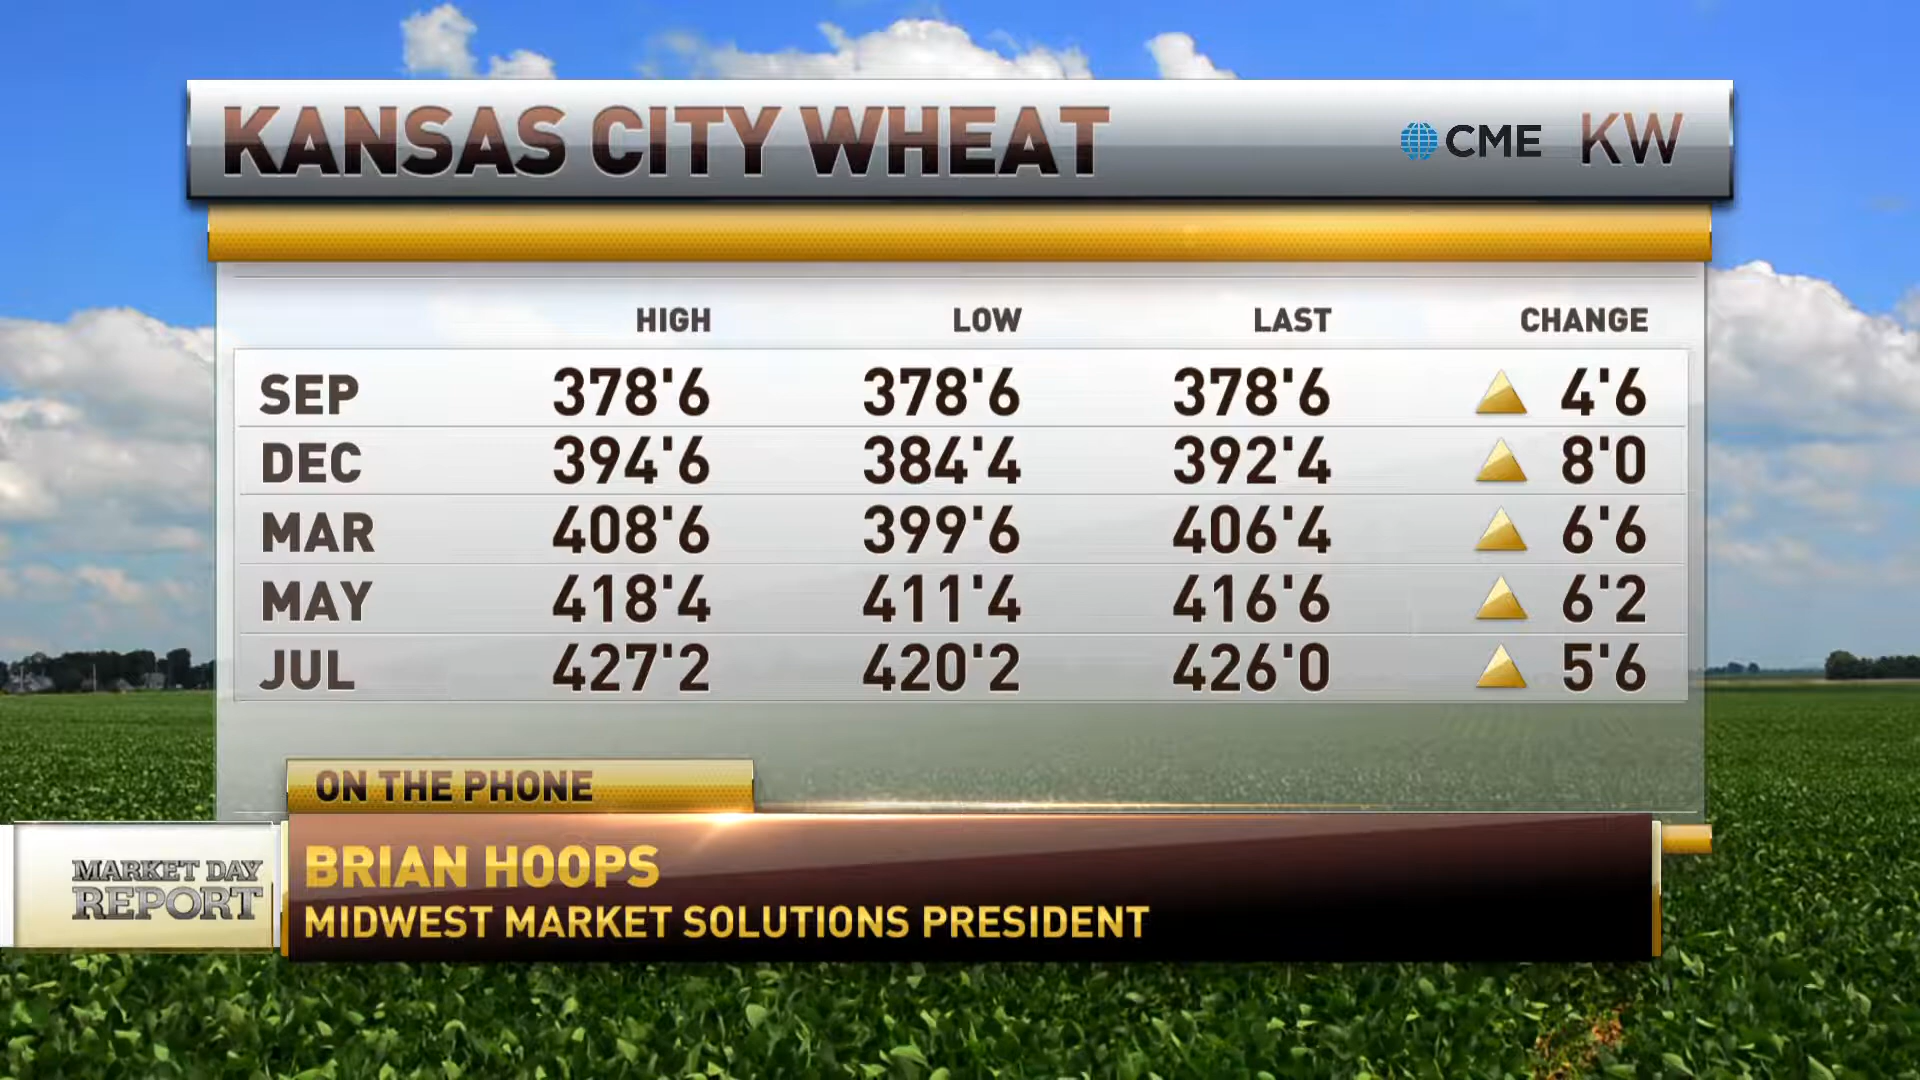 KANSAS CITY WHEAT CME KW
HIGH LOW LAST CHANGE
SEP 378'6 378'6 378'6 4'6
DEC 394'6 384'4 392'4 8'0
MAR 408'6 399'6 406'4 6'6
MAY 418'4 411'4 416'6 6'2
JUL 427'2 420'2 426'0 5'6
ON THE PHONE
MARKET DAY
REPORT
BRIAN HOOPS
MIDWEST MARKET SOLUTIONS PRESIDENT